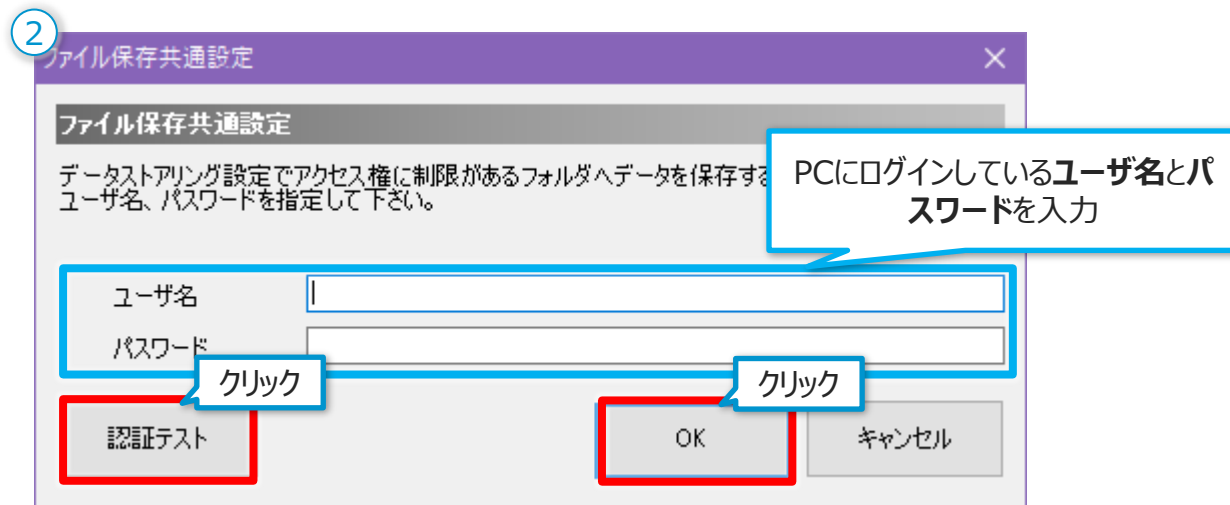 ②
ファイル保存共通設定
ファイル保存共通設定
データストアリング設定でアクセス権に制限があるフォルダへデータを保存する
ユーザ名、パスワードを指定して下さい。
PCにログインしているユーザ名とパ
スワードを入力
ユーザ名
パスワード
クリック
クリック
認証テスト
OK
キャンセル